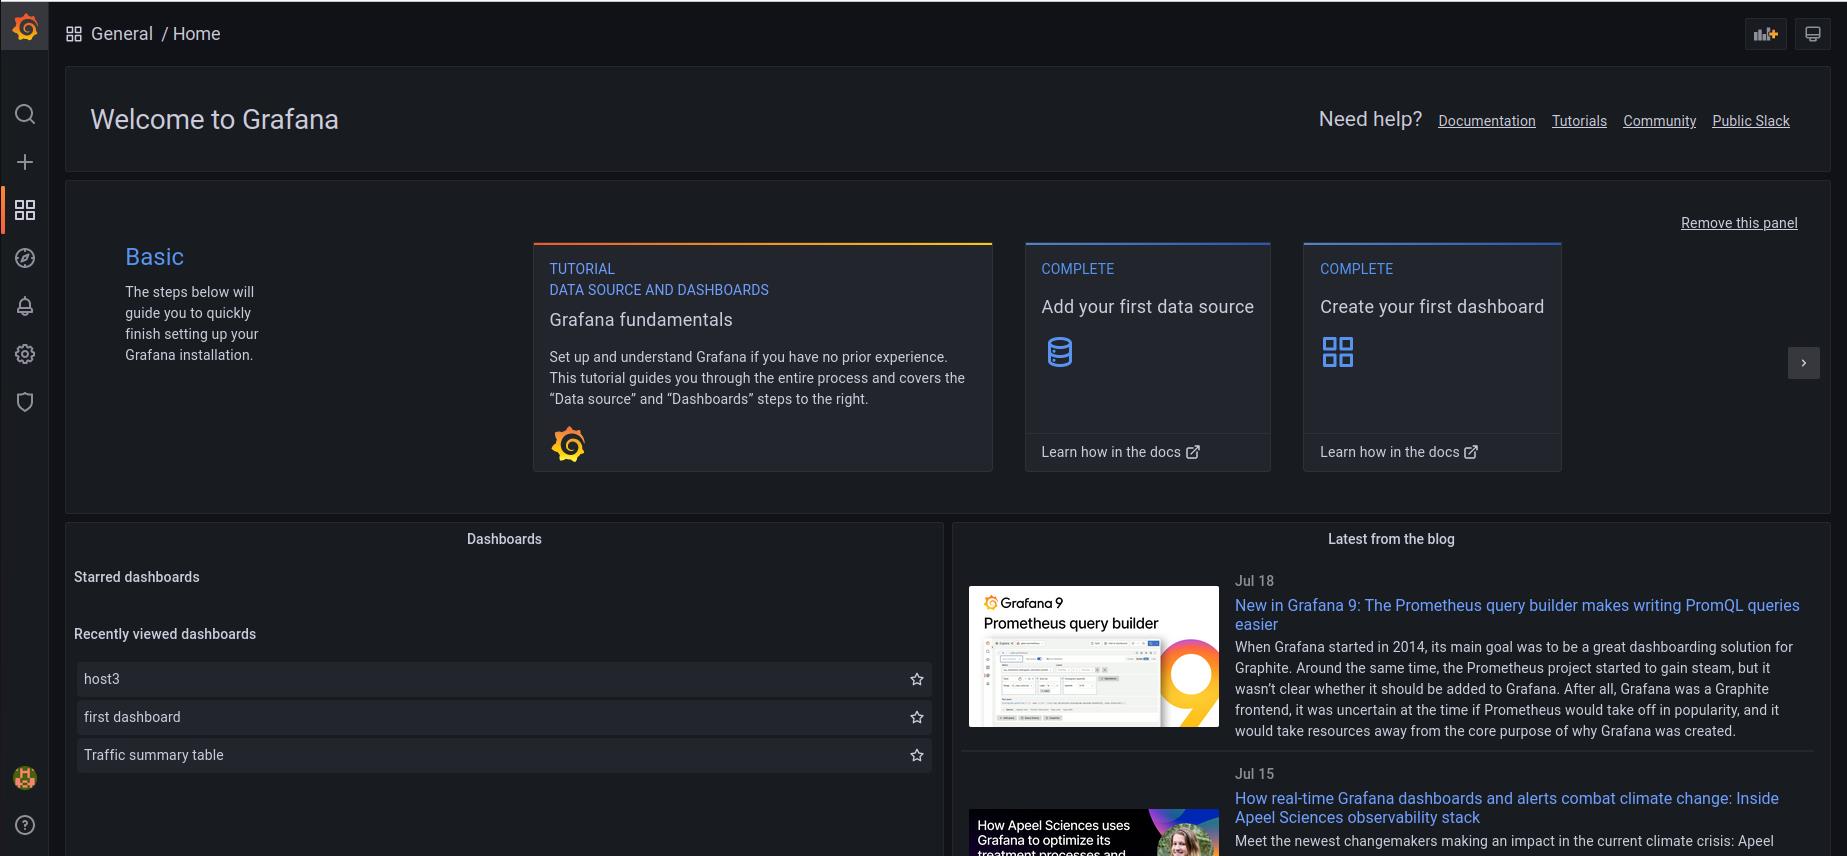 General / Home
Welcome to Grafana
Need help? Documentation Tutorials Community Public Slack
Remove this panel
Basic
The steps below will
guide you to quickly
finish setting up your
Grafana installation.
TUTORIAL
DATA SOURCE AND DASHBOARDS
Grafana fundamentals
Set up and understand Grafana if you have no prior experience.
This tutorial guides you through the entire process and covers the
“Data source” and “Dashboards” steps to the right.
COMPLETE
Add your first data source
Learn how in the docs
COMPLETE
Create your first dashboard
Learn how in the docs
Dashboards
Starred dashboards
Recently viewed dashboards
host3
first dashboard
Traffic summary table
Latest from the blog
Grafana 9
Prometheus query builder
9
Jul 18
New in Grafana 9: The Prometheus query builder makes writing PromQL queries
easier
When Grafana started in 2014, its main goal was to be a great dashboarding solution for
Graphite. Around the same time, the Prometheus project started to gain steam, but it
wasn’t clear whether it should be added to Grafana. After all, Grafana was a Graphite
frontend, it was uncertain at the time if Prometheus would take off in popularity, and it
would take resources away from the core purpose of why Grafana was created.
How Apeel Sciences uses
Grafana to optimize its
treatment processes and
Jul 15
How real-time Grafana dashboards and alerts combat climate change: Inside
Apeel Sciences observability stack
Meet the newest changemakers making an impact in the current climate crisis: Apeel